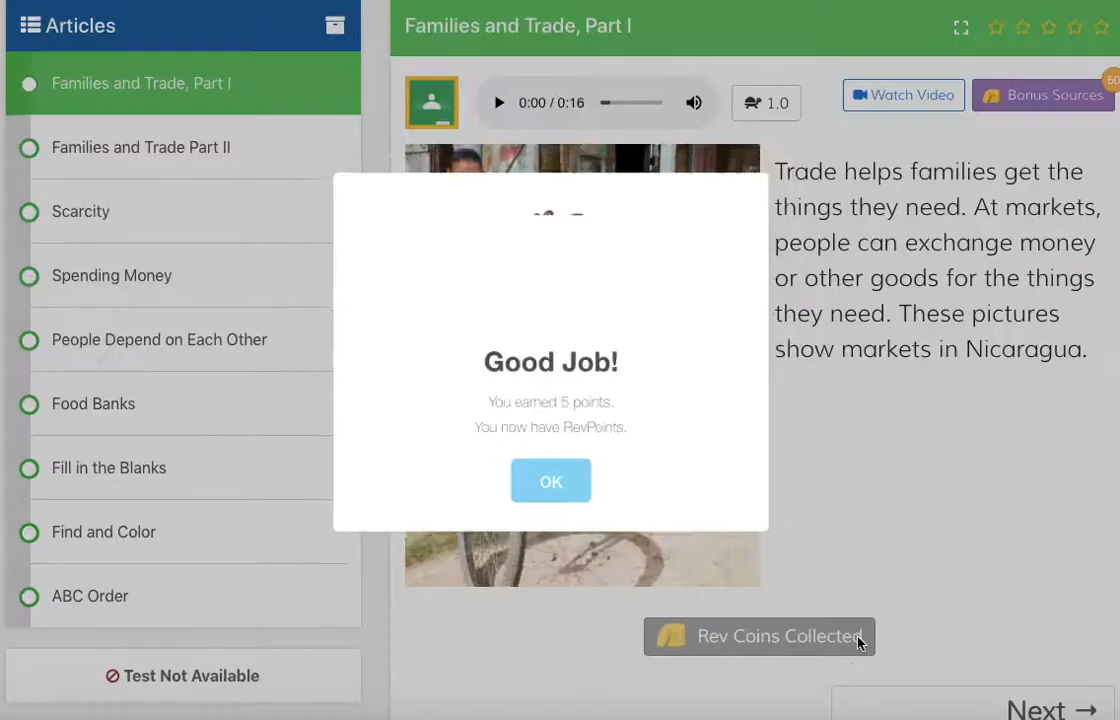 Articles
Families and Trade, Part I
Families and Trade Part II
Scarcity
Spending Money
People Depend on Each Other
Food Banks
Fill in the Blanks
Find and Color
ABC Order
Test Not Available
Families and Trade, Part I
0:00 / 0:16
1.0
Watch Video
Bonus Sources
60
Trade helps families get the
things they need. At markets,
people can exchange money
or other goods for the things
they need. These pictures
show markets in Nicaragua.
Good Job!
You earned 5 points.
You now have RevPoints.
OK
Rev Coins Collected
Next →